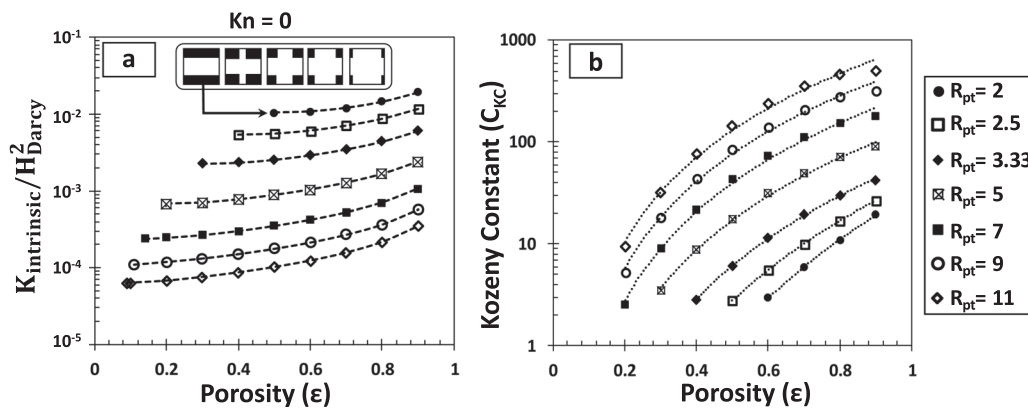 Kn = 0
a
K_intrinsic/H²_Darcy
10⁻¹
10⁻²
10⁻³
10⁻⁴
10⁻⁵
0
0.2
0.4
0.6
0.8
1
Porosity (ε)
b
Kozeny Constant (C_KC)
1000
100
10
1
0
0.2
0.4
0.6
0.8
1
Porosity (ε)
R_pt= 2
R_pt= 2.5
R_pt= 3.33
R_pt= 5
R_pt= 7
R_pt= 9
R_pt= 11